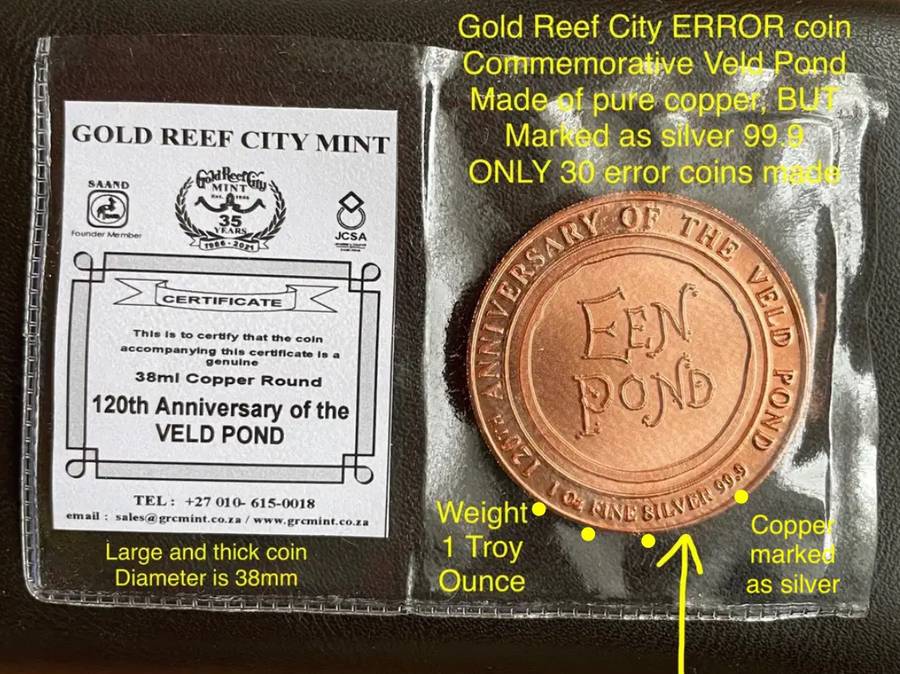 Gold Reef City ERROR coin
Commemorative Veld Pond
Made of pure copper, BUT
Marked as silver 99.9
ONLY 30 error coins made
GOLD REEF CITY MINT
SAAND
Founder Member
Gold Reef City
MINT
Est. 1986
35
YEARS
1986 - 2021
JCSA
CERTIFICATE
This is to certify that the coin
accompanying this certificate is a
genuine
38ml Copper Round
120th Anniversary of the
VELD POND
TEL : +27 010- 615-0018
email : sales@grcmint.co.za / www.grcmint.co.za
Large and thick coin
Diameter is 38mm
120TH ANNIVERSARY OF THE VELD POND
EEN
POND
1 Oz FINE SILVER 99.9
Weight
1 Troy
Ounce
Copper
marked
as silver